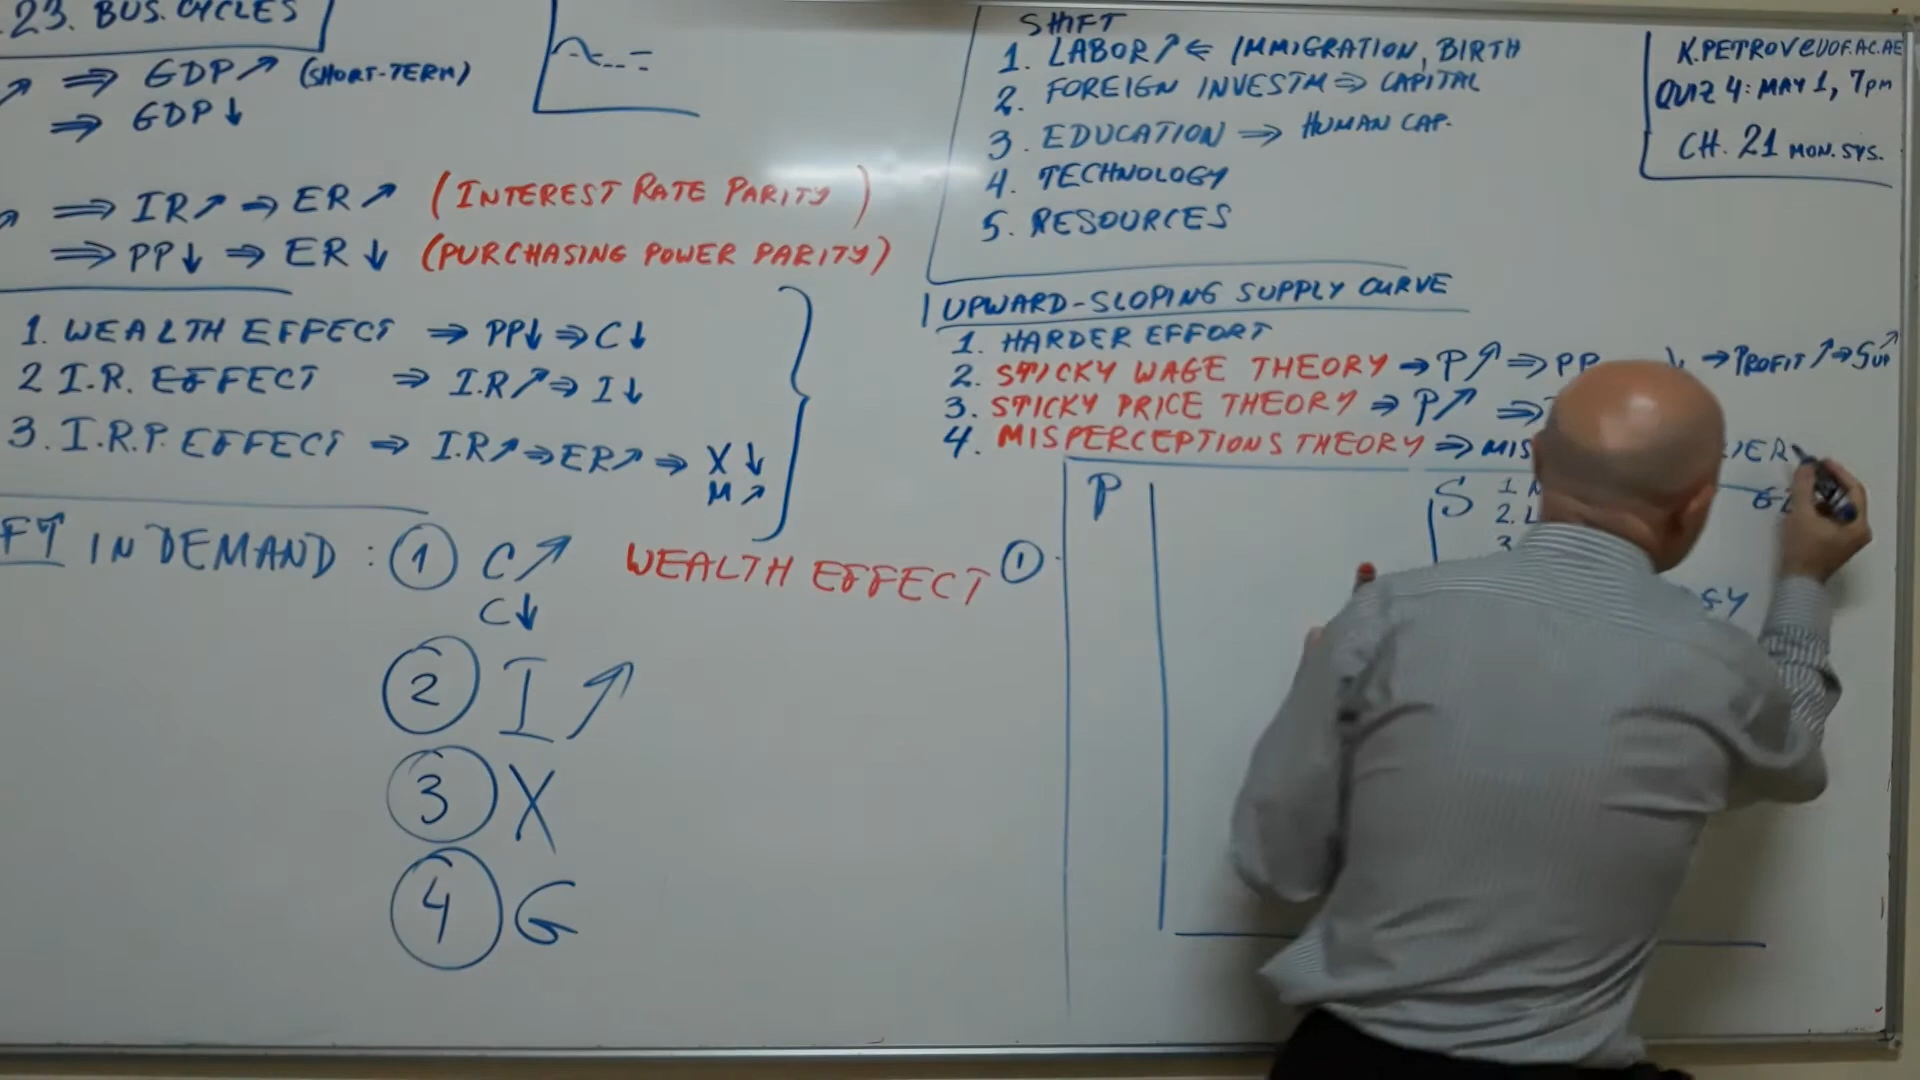 23. BUS. CYCLES
↗ ⇒ GDP↗ (SHORT-TERM)
⇒ GDP↓
↗ ⇒ IR↗ → ER↗ (INTEREST RATE PARITY)
⇒ PP↓ ⇒ ER↓ (PURCHASING POWER PARITY)
1. WEALTH EFFECT ⇒ PP↓ ⇒ C↓
2 I.R. EFFECT ⇒ I.R↗ ⇒ I↓
3. I.R.P. EFFECT ⇒ I.R↗ ⇒ ER↗ ⇒ X↓
M↗
FT IN DEMAND : ① C↗ WEALTH EFFECT
C↓
② I↗
③ X
④ G
SHIFT
1. LABOR↗ ⇐ IMMIGRATION, BIRTH
2. FOREIGN INVESTM ⇒ CAPITAL
3. EDUCATION ⇒ HUMAN CAP.
4. TECHNOLOGY
5. RESOURCES
K.PETROV@UOF.AC.AE
QUIZ 4: MAY 1, 7pm
CH. 21 MON. SYS.
UPWARD-SLOPING SUPPLY CURVE
1. HARDER EFFORT
2. STICKY WAGE THEORY → P↗ ⇒ PP ↓ → PROFIT↗ → SUP↗
3. STICKY PRICE THEORY ⇒ P↗ ⇒
4. MISPERCEPTIONS THEORY ⇒ MIS
①
P
S 1.
2. L
3
GY